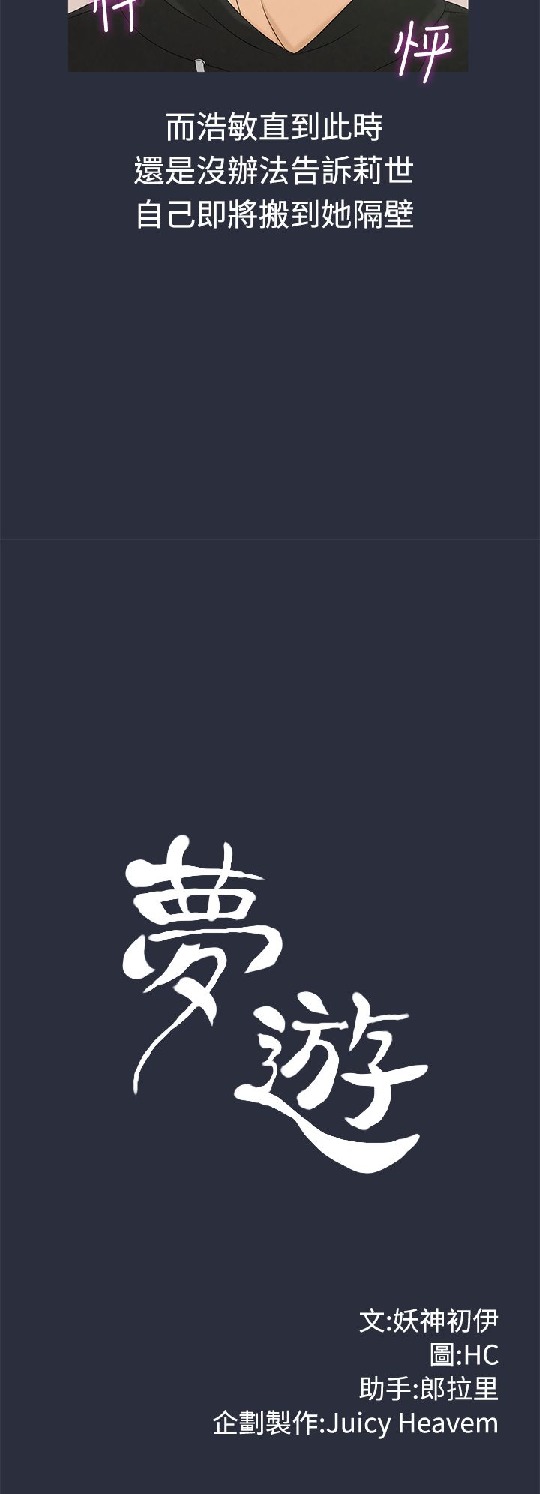 怦
怦
而浩敏直到此時
還是沒辦法告訴莉世
自己即將搬到她隔壁
夢
遊
文:妖神初伊
圖:HC
助手:郎拉里
企劃製作:Juicy Heavem